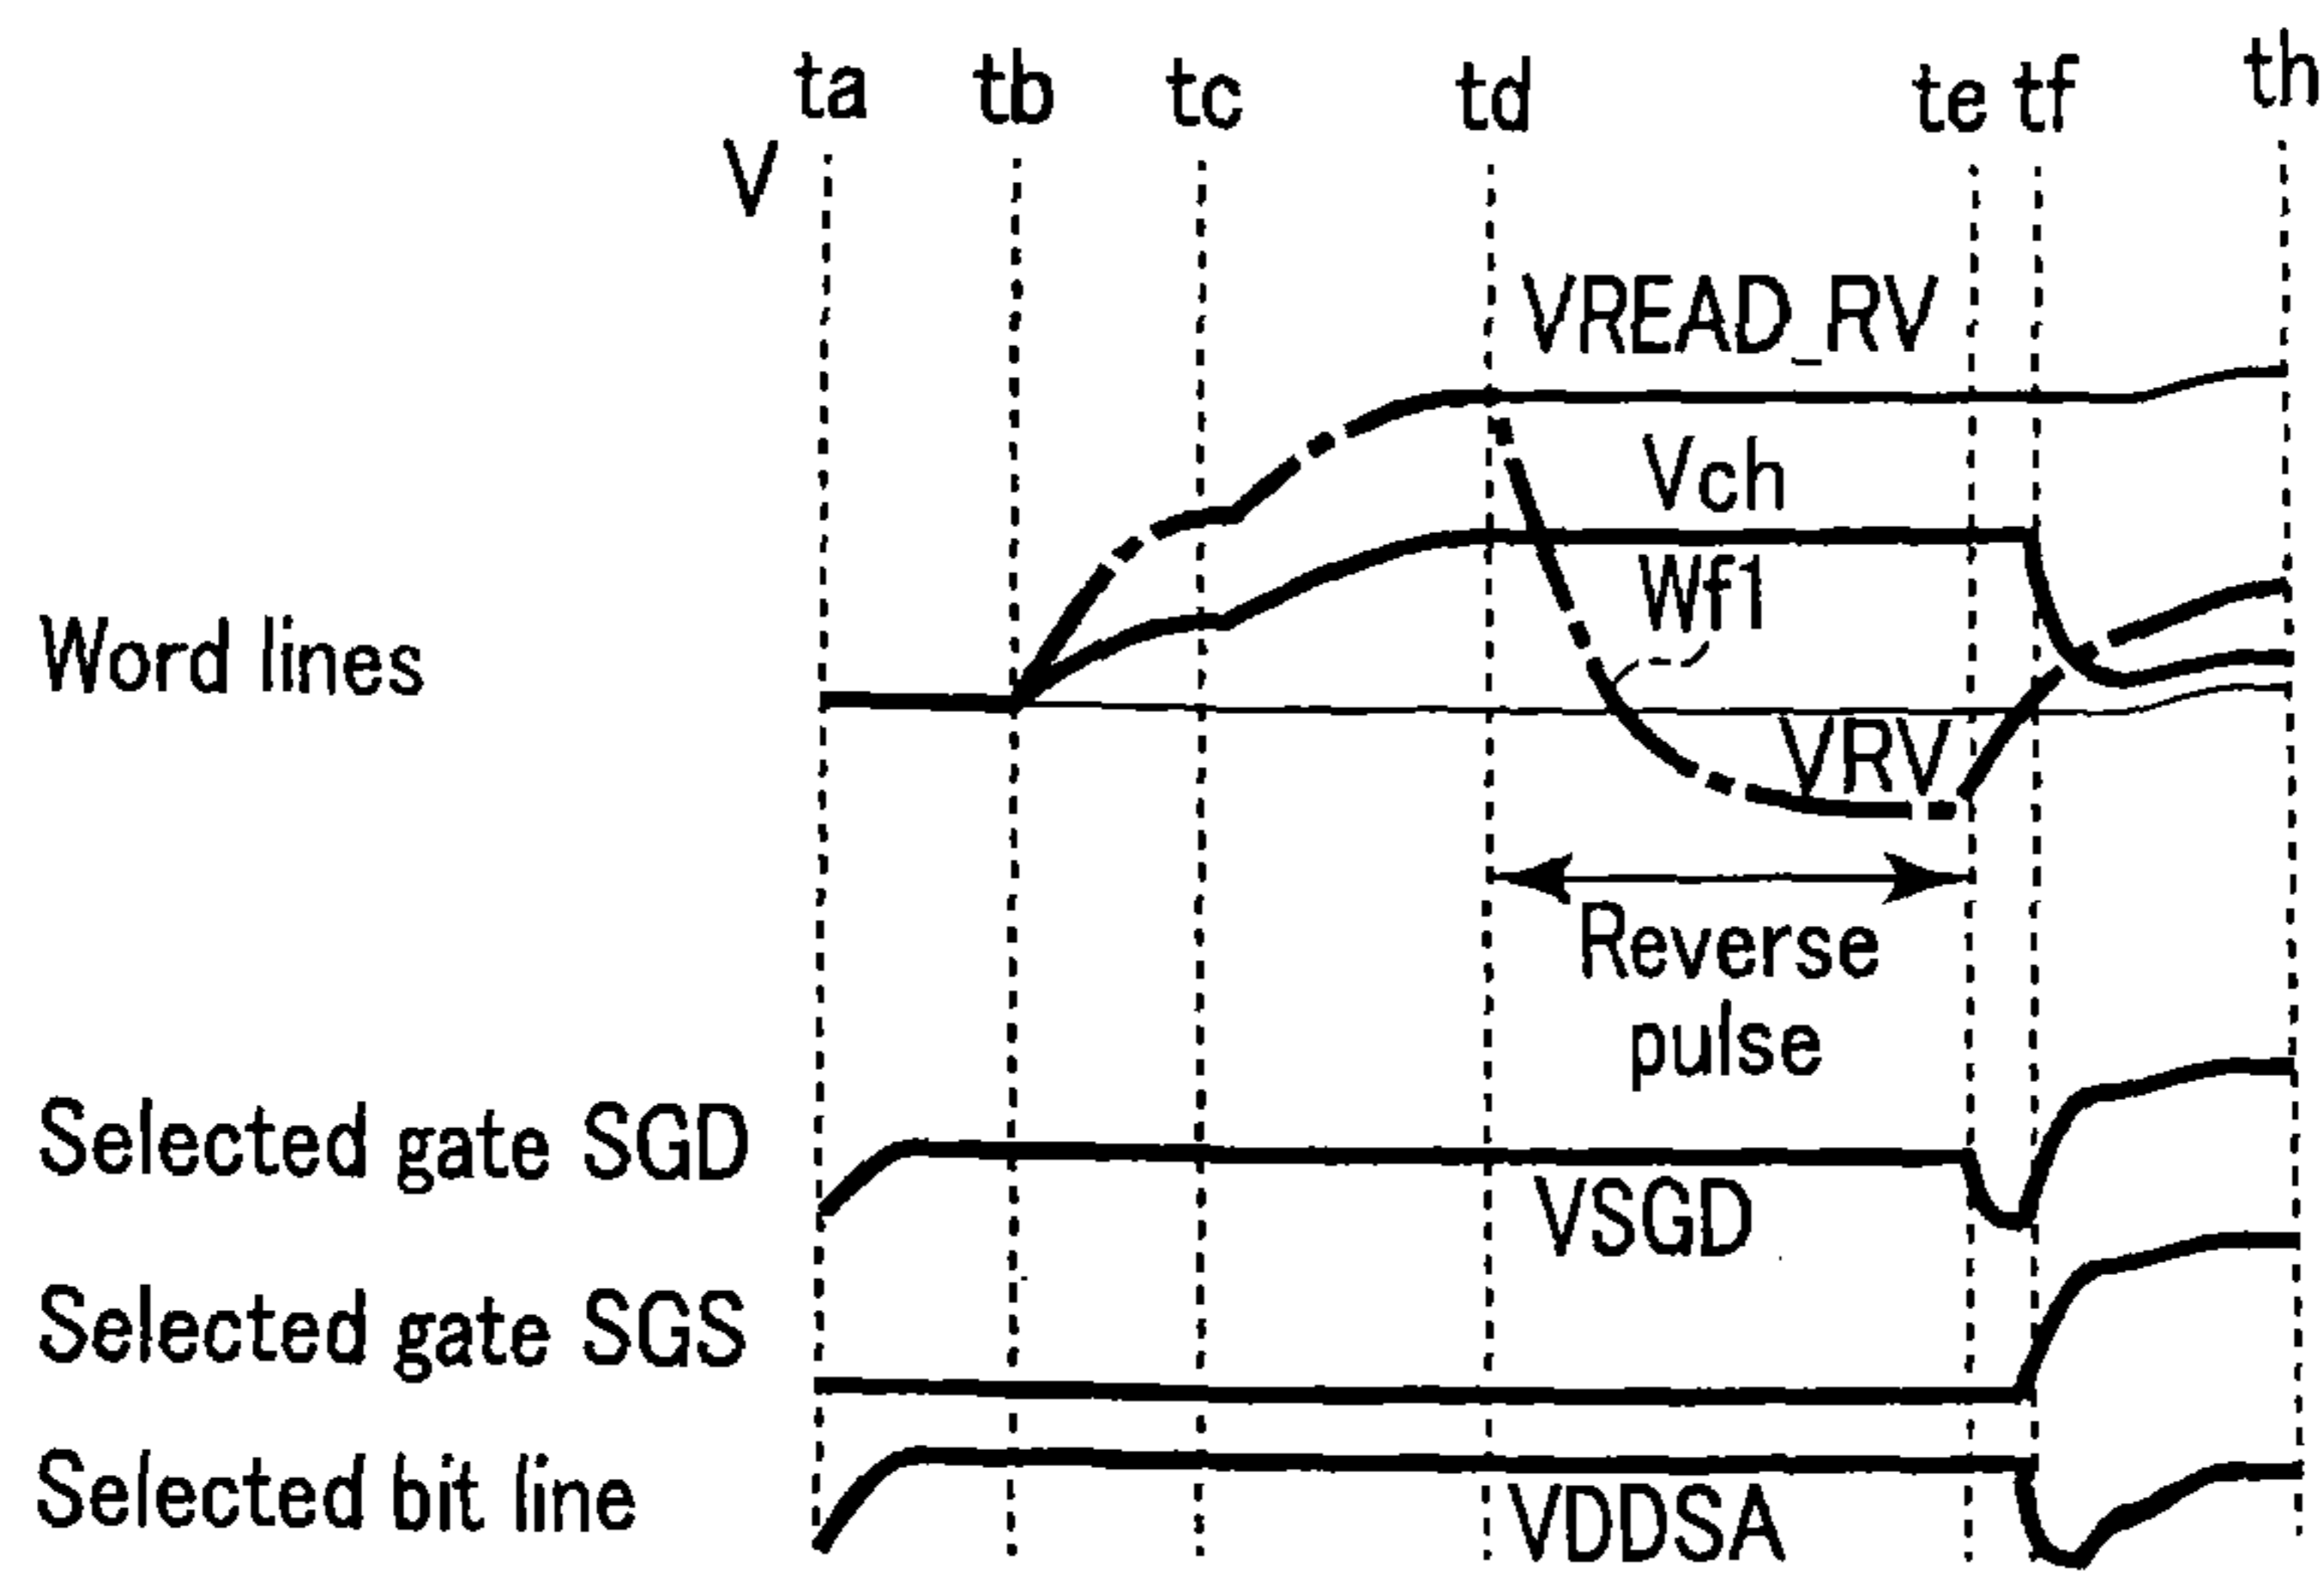 ta tb tc td te tf th
V
VREAD_RV
Vch
Wf1
Word lines
VRV
Reverse
pulse
Selected gate SGD
VSGD
Selected gate SGS
Selected bit line
VDDSA